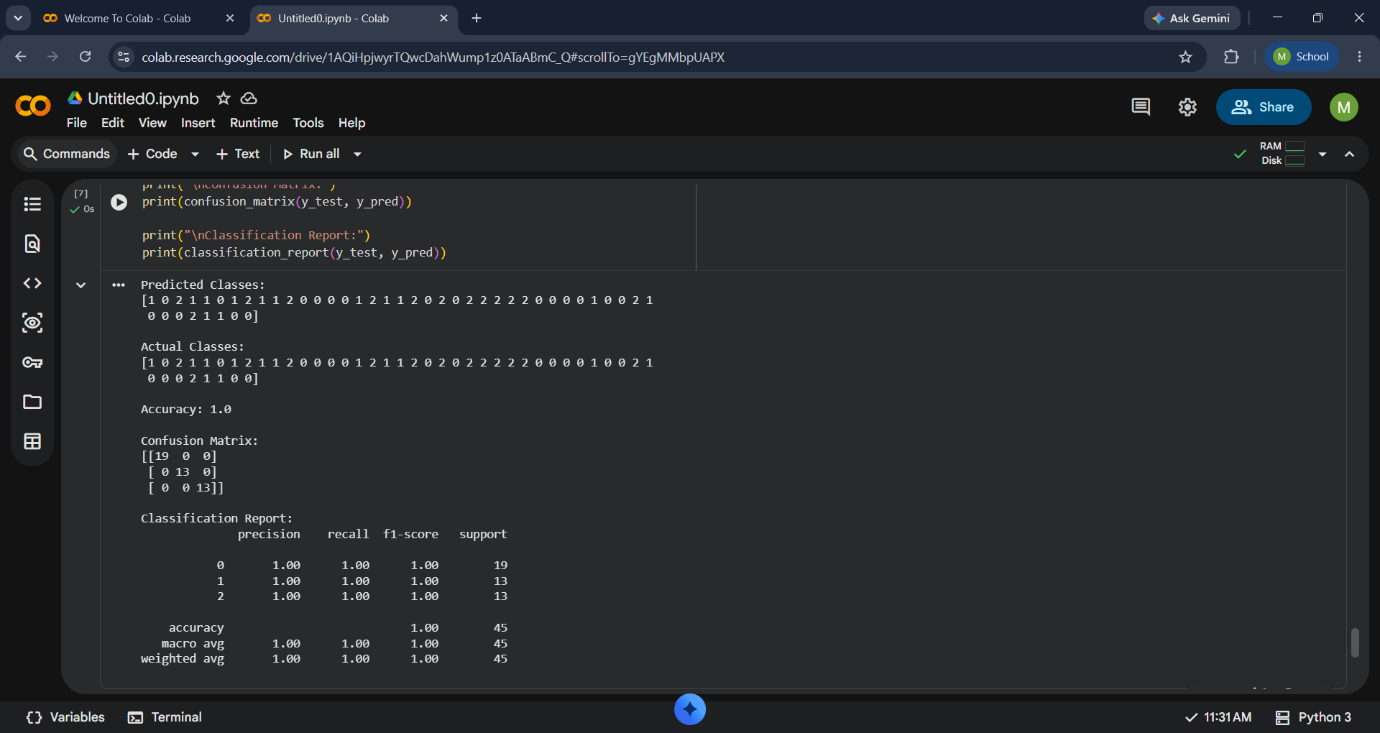 Welcome To Colab - Colab
Untitled0.ipynb - Colab
Ask Gemini
colab.research.google.com/drive/1AQiHpjwyrTQwcDahWump1z0ATaABmC_Q#scrollTo=gYEgMMbpUAPX
M School
Untitled0.ipynb
Share
M
File Edit View Insert Runtime Tools Help
Commands + Code + Text Run all
RAM
Disk
[7]
0s
print("\nConfusion Matrix:")
print(confusion_matrix(y_test, y_pred))
print("\nClassification Report:")
print(classification_report(y_test, y_pred))
Predicted Classes:
[1 0 2 1 1 0 1 2 1 1 2 0 0 0 0 1 2 1 1 2 0 2 0 2 2 2 2 2 0 0 0 0 1 0 0 2 1
0 0 0 2 1 1 0 0]
Actual Classes:
[1 0 2 1 1 0 1 2 1 1 2 0 0 0 0 1 2 1 1 2 0 2 0 2 2 2 2 2 0 0 0 0 1 0 0 2 1
0 0 0 2 1 1 0 0]
Accuracy: 1.0
Confusion Matrix:
[[19 0 0]
[ 0 13 0]
[ 0 0 13]]
Classification Report:
precision recall f1-score support
0 1.00 1.00 1.00 19
1 1.00 1.00 1.00 13
2 1.00 1.00 1.00 13
accuracy 1.00 45
macro avg 1.00 1.00 1.00 45
weighted avg 1.00 1.00 1.00 45
{} Variables Terminal
11:31 AM Python 3